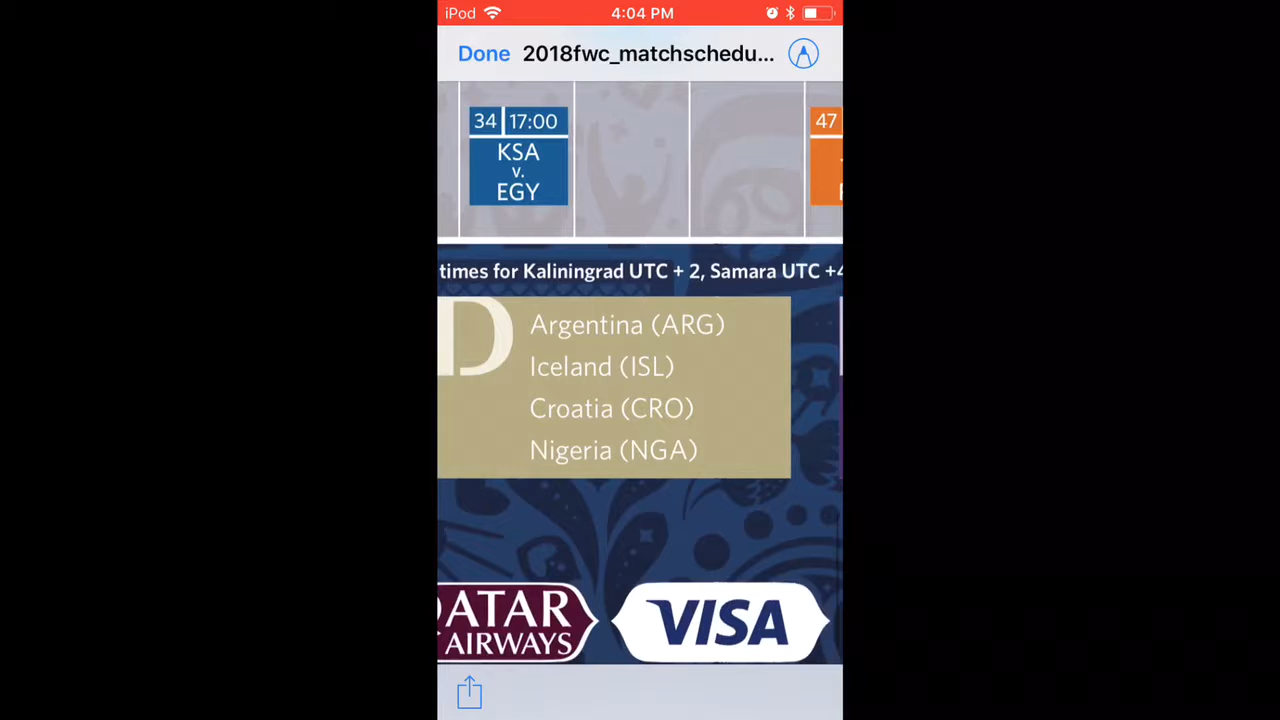 iPod 4:04 PM
Done 2018fwc_matchschedu...
34 17:00 47
KSA
v.
EGY
times for Kaliningrad UTC + 2, Samara UTC +4
D
Argentina (ARG)
Iceland (ISL)
Croatia (CRO)
Nigeria (NGA)
QATAR
AIRWAYS
VISA